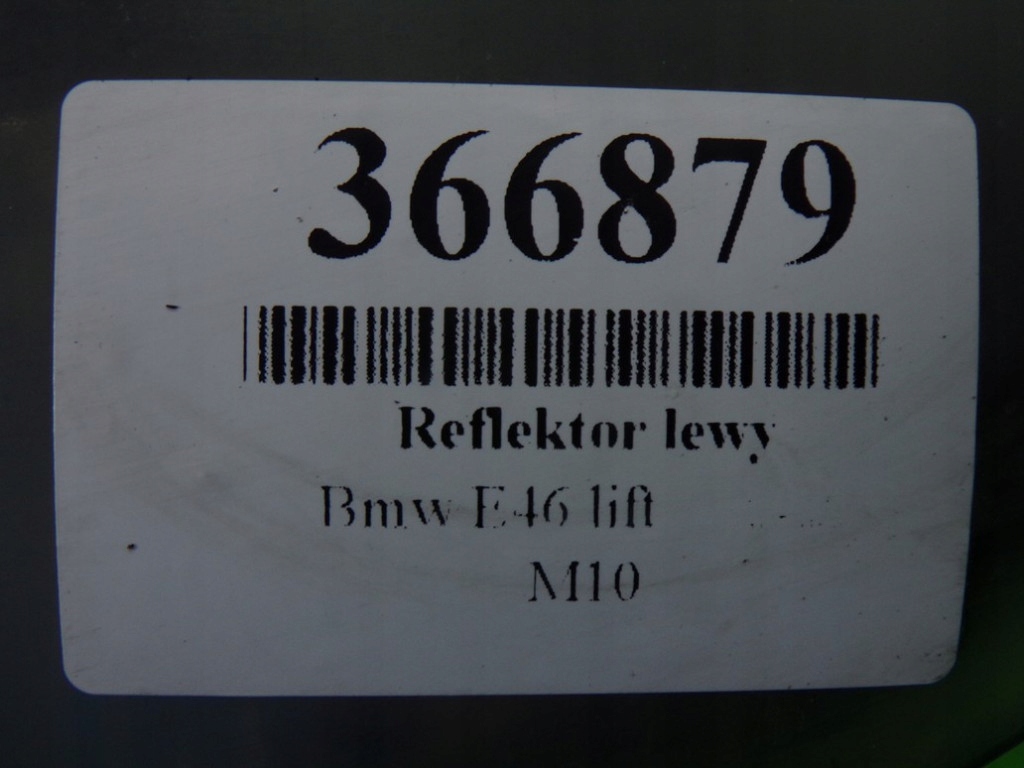 366879
Reflektor lewy
Bmw E46 lift
M10